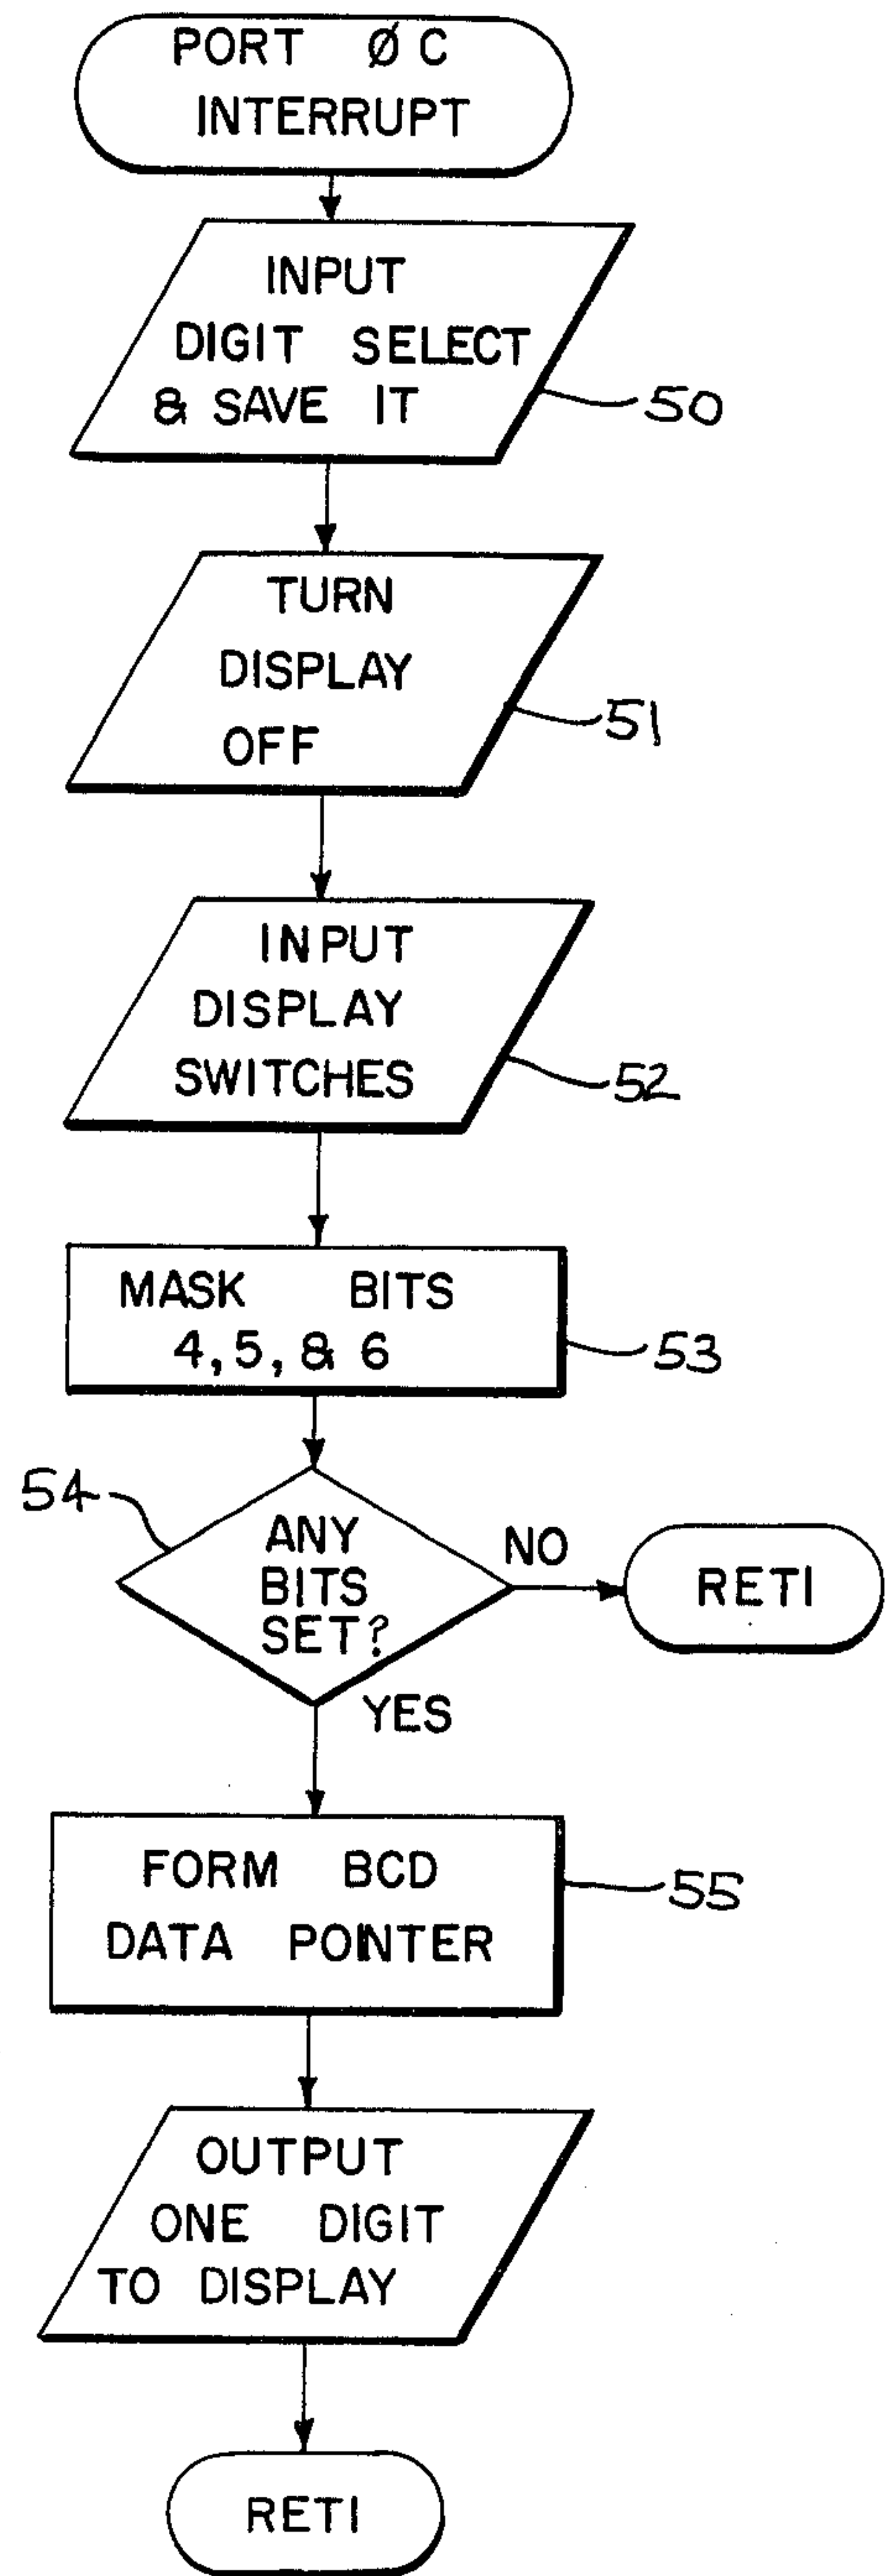 PORT ØC
INTERRUPT
INPUT
DIGIT SELECT
& SAVE IT
50
TURN
DISPLAY
OFF
51
INPUT
DISPLAY
SWITCHES
52
MASK BITS
4, 5, & 6
53
54
ANY
BITS
SET?
NO
RETI
YES
FORM BCD
DATA POINTER
55
OUTPUT
ONE DIGIT
TO DISPLAY
RETI